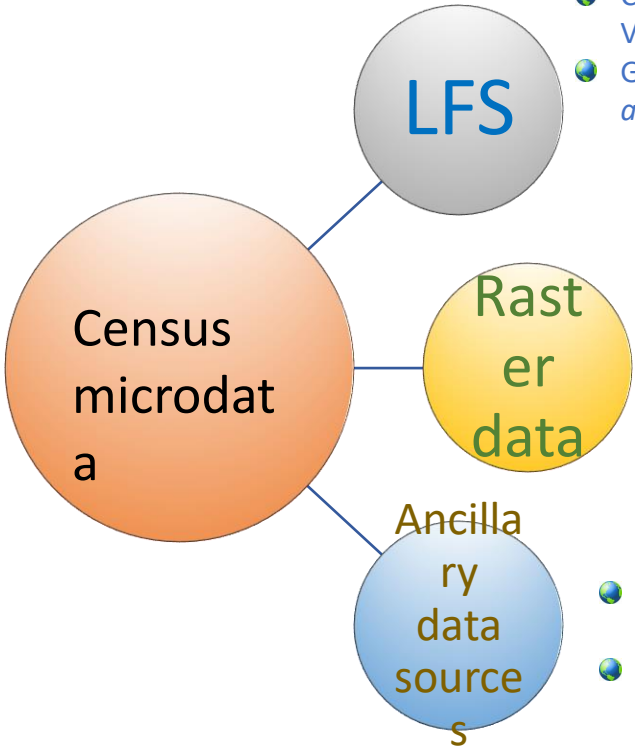 LFS
Census
microdat
a
Rast
er
data
Ancilla
ry
data
source
s